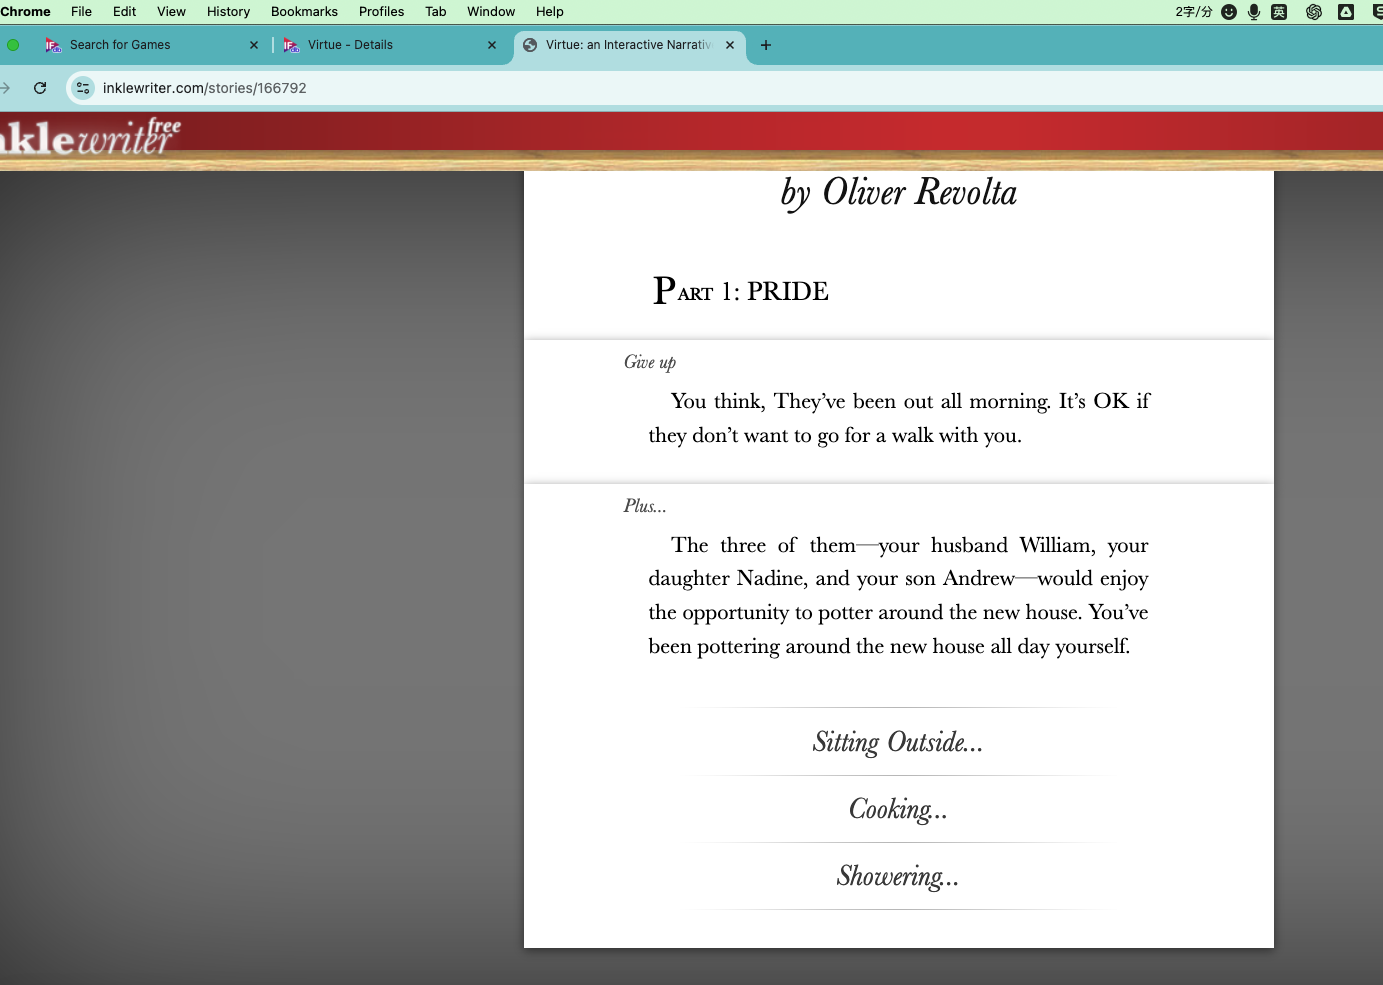 Chrome File Edit View History Bookmarks Profiles Tab Window Help 2字/分 英
Search for Games Virtue - Details Virtue: an Interactive Narrativ
inklewriter.com/stories/166792
nklewriter free
by Oliver Revolta
Part 1: PRIDE
Give up
You think, They've been out all morning. It's OK if
they don't want to go for a walk with you.
Plus...
The three of them—your husband William, your
daughter Nadine, and your son Andrew—would enjoy
the opportunity to potter around the new house. You've
been pottering around the new house all day yourself.
Sitting Outside...
Cooking...
Showering...